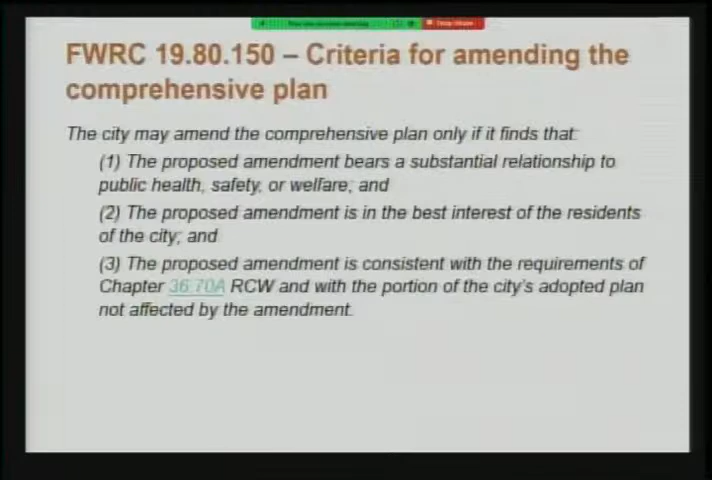 FWRC 19.80.150 – Criteria for amending the
comprehensive plan
The city may amend the comprehensive plan only if it finds that:
(1) The proposed amendment bears a substantial relationship to
public health, safety, or welfare; and
(2) The proposed amendment is in the best interest of the residents
of the city; and
(3) The proposed amendment is consistent with the requirements of
Chapter 36.70A RCW and with the portion of the city's adopted plan
not affected by the amendment.